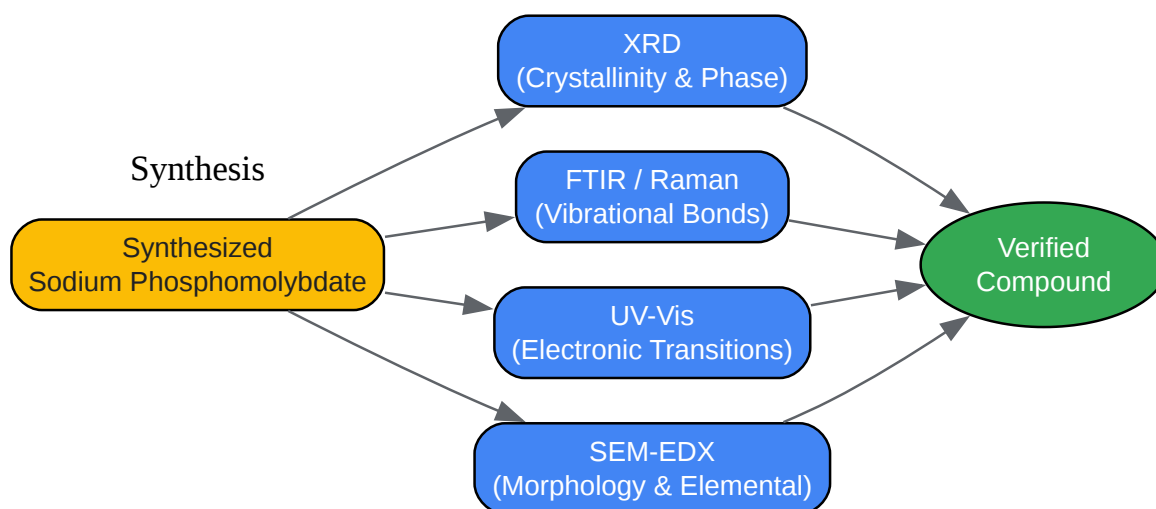 Synthesis
Synthesized
Sodium Phosphomolybdate
XRD
(Crystallinity & Phase)
FTIR / Raman
(Vibrational Bonds)
UV-Vis
(Electronic Transitions)
SEM-EDX
(Morphology & Elemental)
Verified
Compound